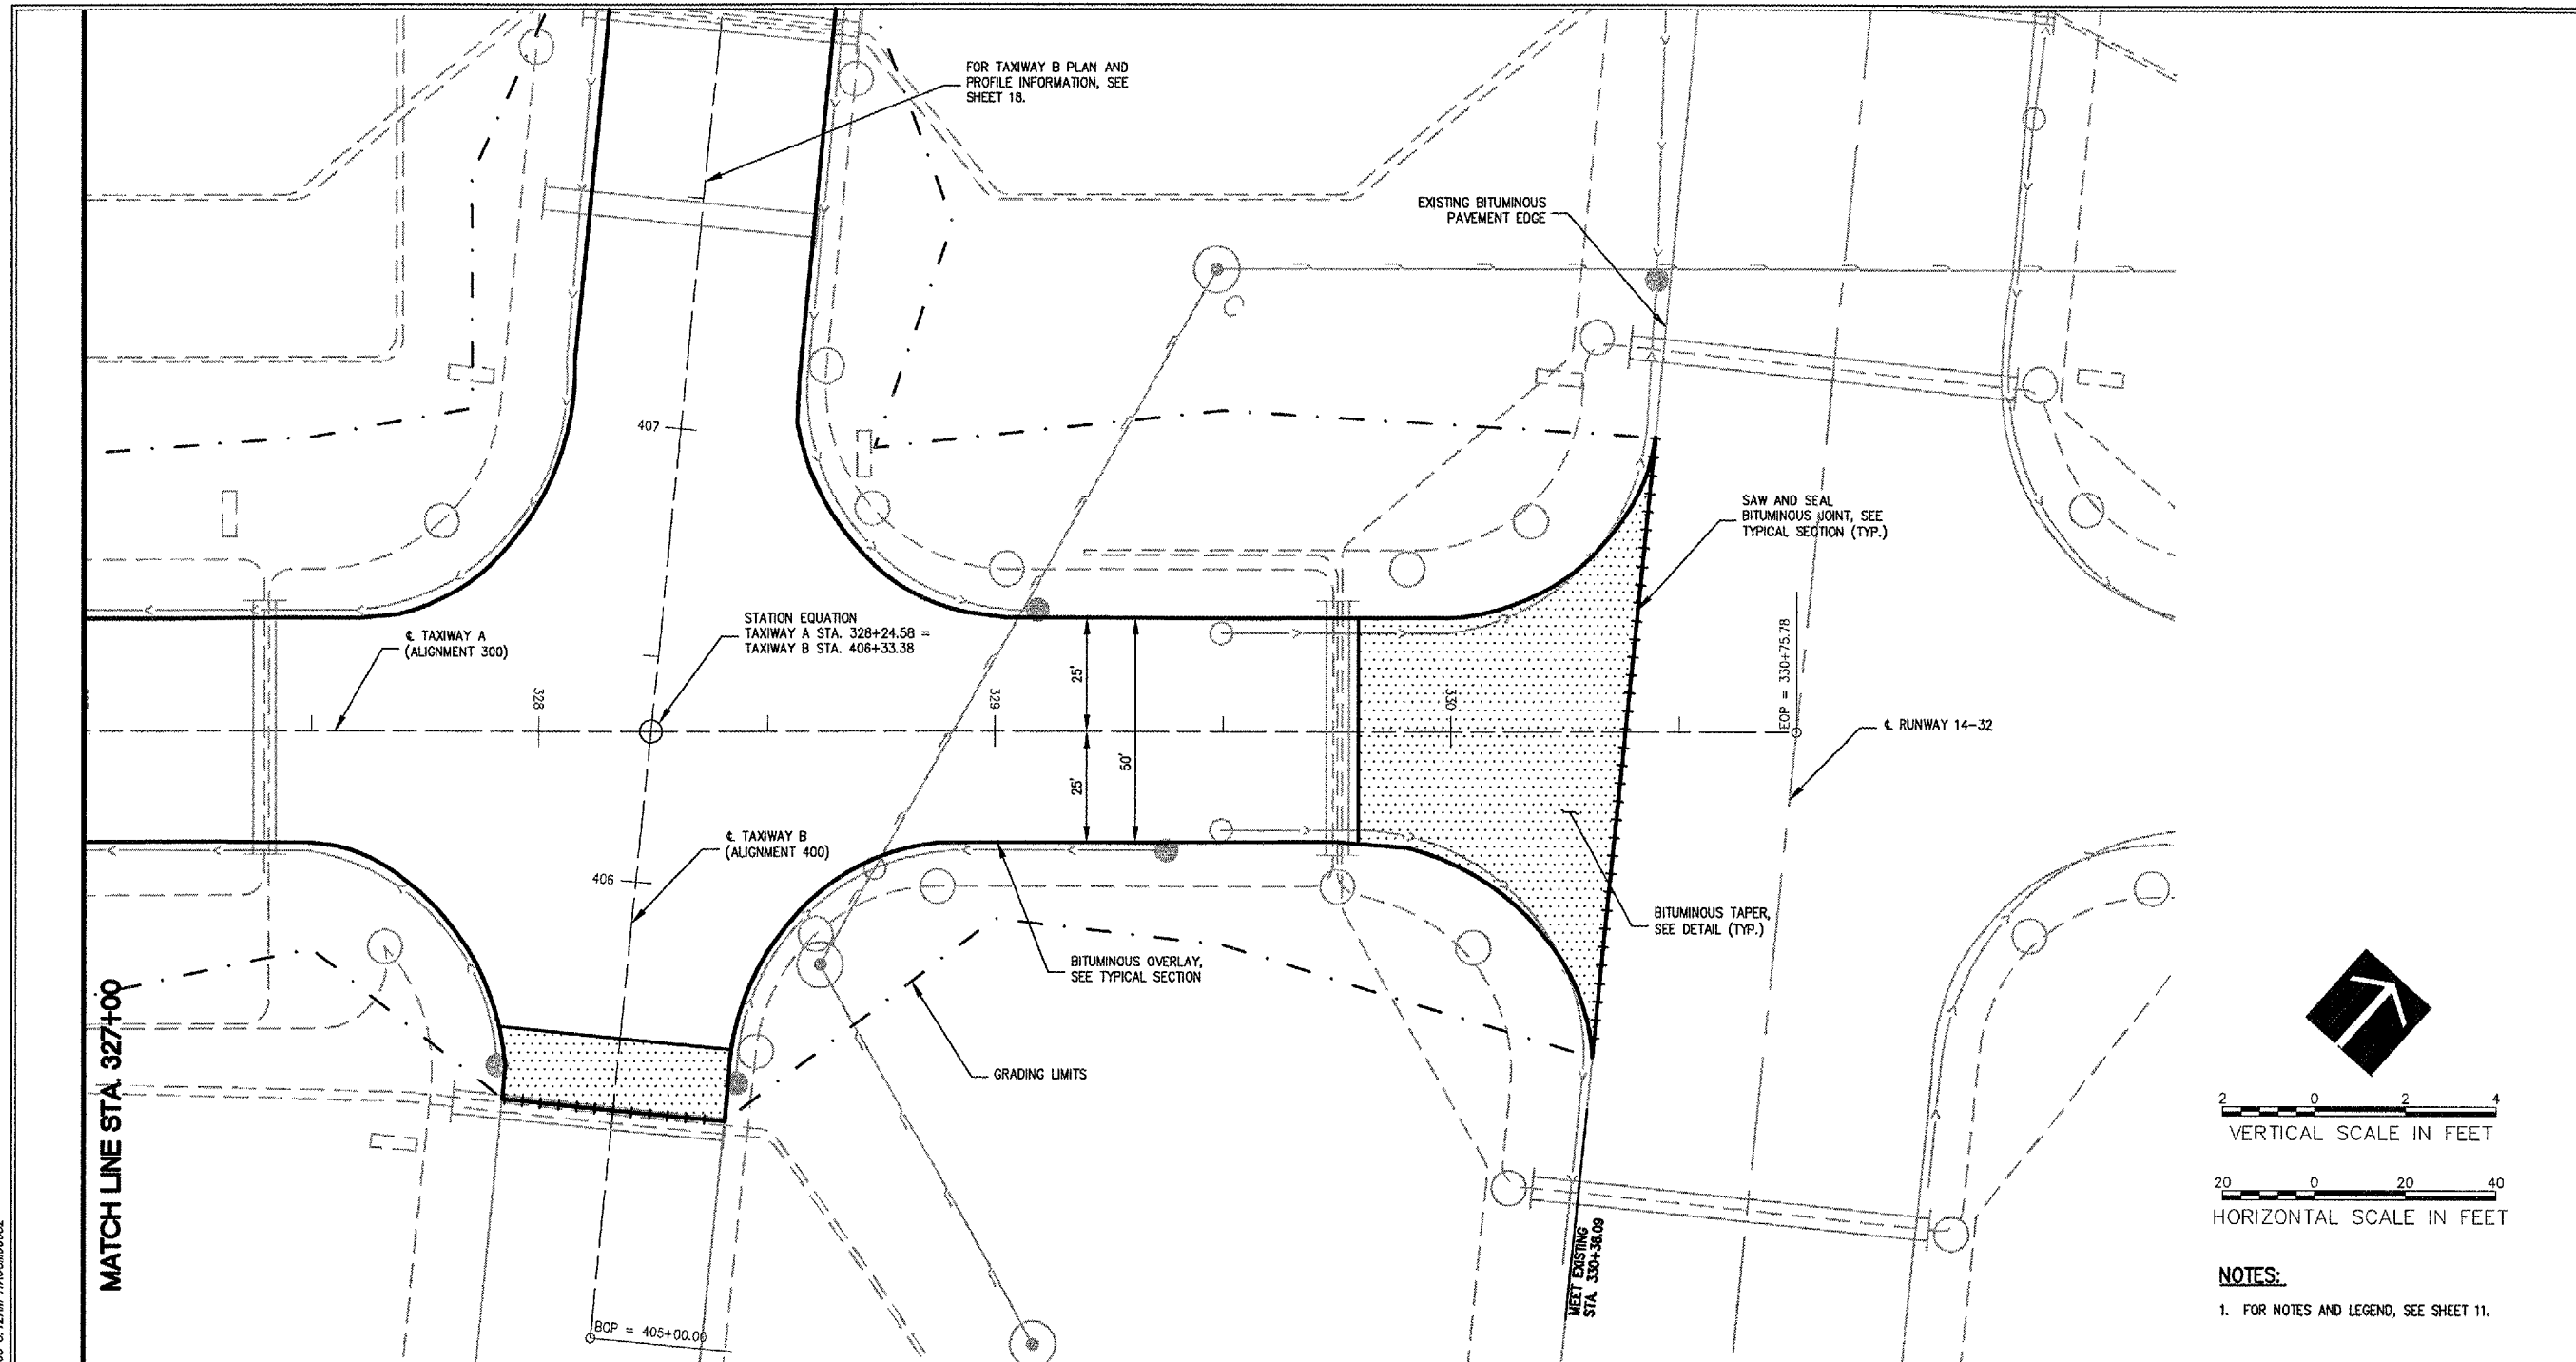 FOR TAXIWAY B PLAN AND
PROFILE INFORMATION, SEE
SHEET 18.
EXISTING BITUMINOUS
PAVEMENT EDGE
407
SAW AND SEAL
BITUMINOUS JOINT, SEE
TYPICAL SECTION (TYP.)
STATION EQUATION
TAXIWAY A STA. 328+24.58 =
TAXIWAY B STA. 406+33.38
℄ TAXIWAY A
(ALIGNMENT 300)
328
329
330
25'
25'
50'
EOP = 330+75.78
℄ RUNWAY 14-32
℄ TAXIWAY B
(ALIGNMENT 400)
406
BITUMINOUS TAPER,
SEE DETAIL (TYP.)
BITUMINOUS OVERLAY,
SEE TYPICAL SECTION
GRADING LIMITS
MATCH LINE STA. 327+00
BOP = 405+00.00
MEET EXISTING
STA. 330+38.09
2 0 2 4
VERTICAL SCALE IN FEET
20 0 20 40
HORIZONTAL SCALE IN FEET
NOTES:
1. FOR NOTES AND LEGEND, SEE SHEET 11.